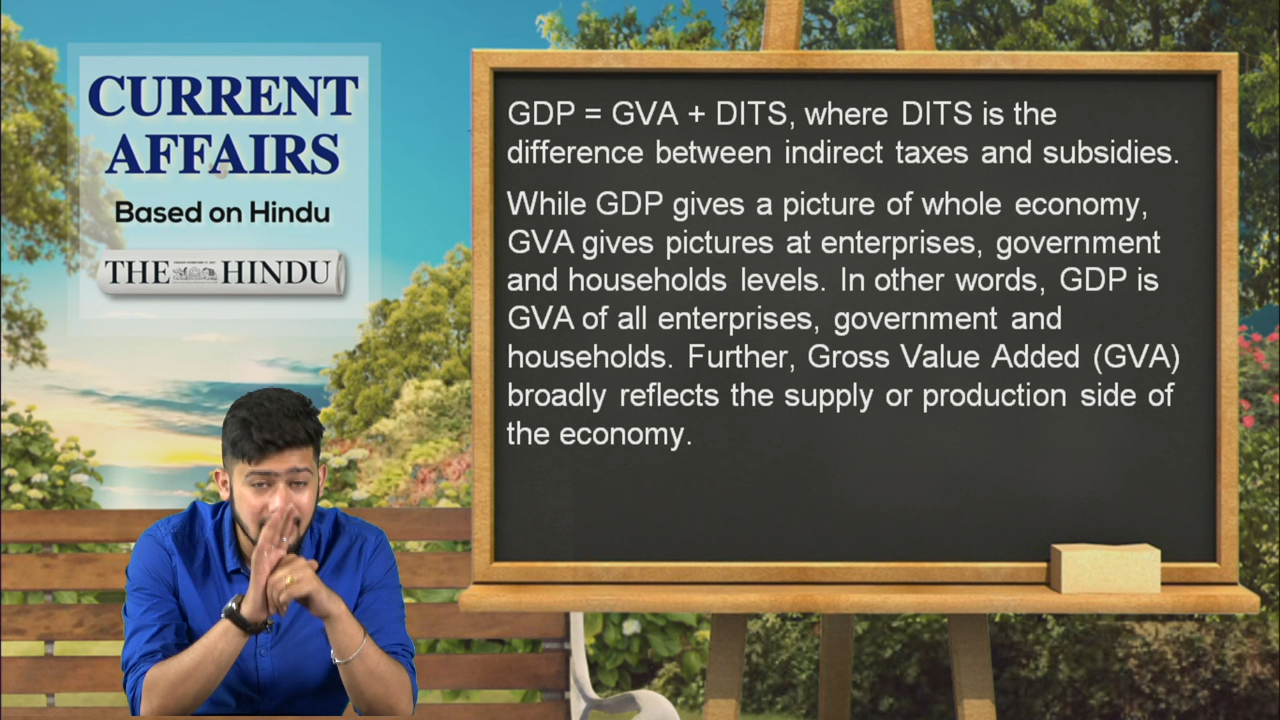 CURRENT
AFFAIRS
Based on Hindu
THE HINDU
GDP = GVA + DITS, where DITS is the
difference between indirect taxes and subsidies.
While GDP gives a picture of whole economy,
GVA gives pictures at enterprises, government
and households levels. In other words, GDP is
GVA of all enterprises, government and
households. Further, Gross Value Added (GVA)
broadly reflects the supply or production side of
the economy.